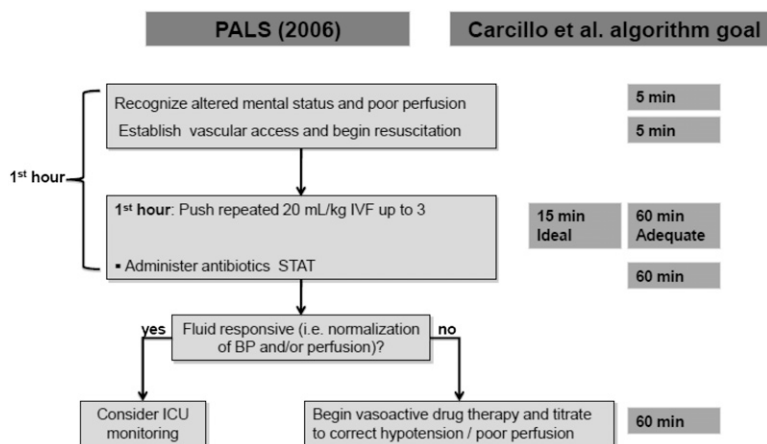 PALS (2006)
Carcillo et al. algorithm goal
Recognize altered mental status and poor perfusion
5 min
Establish vascular access and begin resuscitation
5 min
1st hour
1st hour: Push repeated 20 mL/kg IVF up to 3
15 min
Ideal
60 min
Adequate
▪ Administer antibiotics STAT
60 min
yes
Fluid responsive (i.e. normalization
of BP and/or perfusion)?
no
Consider ICU
monitoring
Begin vasoactive drug therapy and titrate
to correct hypotension / poor perfusion
60 min